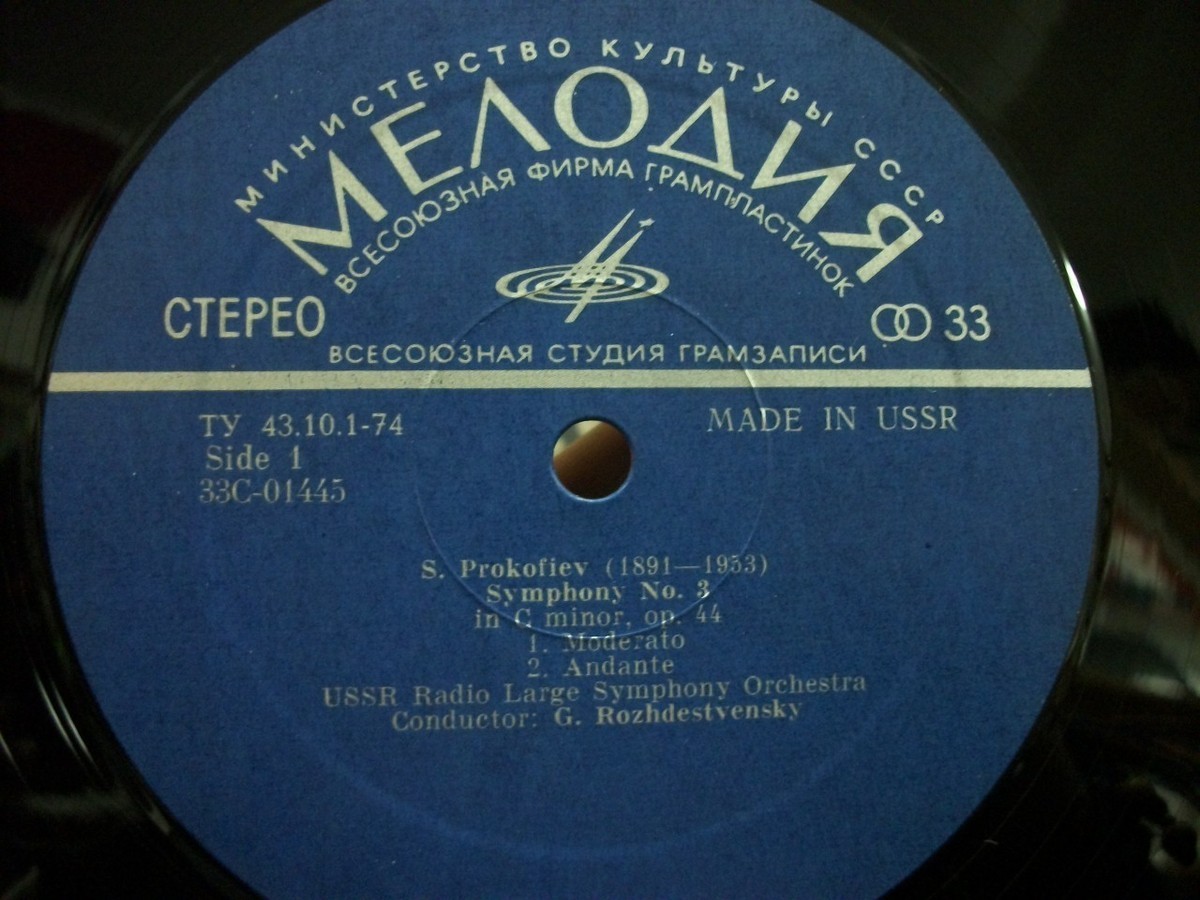 МИНИСТЕРСТВО КУЛЬТУРЫ СССР
МЕЛОДИЯ
ВСЕСОЮЗНАЯ ФИРМА ГРАМПЛАСТИНОК
СТЕРЕО
33
ВСЕСОЮЗНАЯ СТУДИЯ ГРАМЗАПИСИ
ТУ 43.10.1-74
MADE IN USSR
Side 1
33С-01445
S. Prokofiev (1891—1953)
Symphony No. 3
in C minor, op. 44
1. Moderato
2. Andante
USSR Radio Large Symphony Orchestra
Conductor: G. Rozhdestvensky